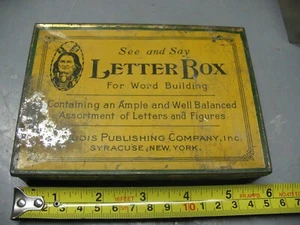 See and Say
LETTER BOX
For Word Building
Containing an Ample and Well Balanced
Assortment of Letters and Figures
PUBLISHING COMPANY, INC.
SYRACUSE, NEW YORK.